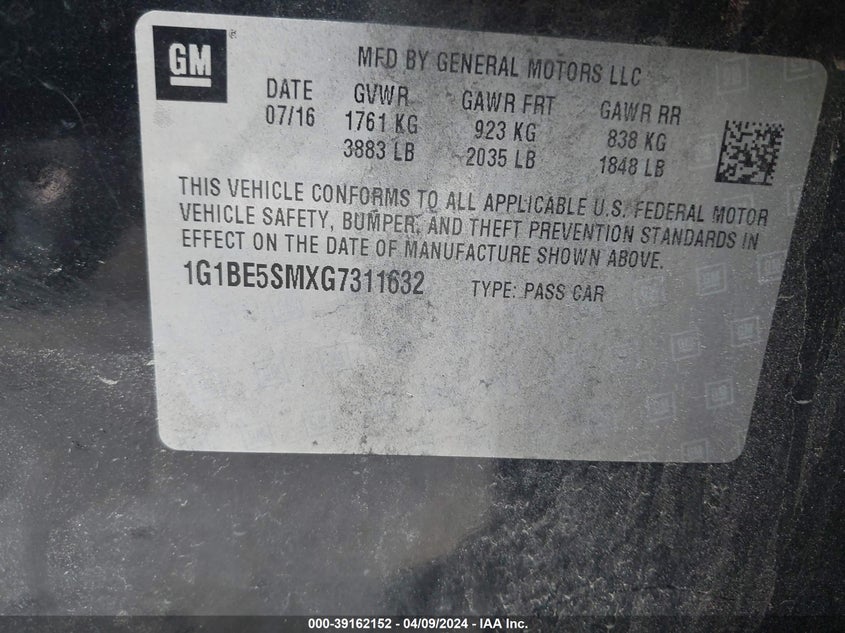 GM®
MFD BY GENERAL MOTORS LLC
DATE GVWR GAWR FRT GAWR RR
07/16 1761 KG 923 KG 838 KG
3883 LB 2035 LB 1848 LB
THIS VEHICLE CONFORMS TO ALL APPLICABLE U.S. FEDERAL MOTOR
VEHICLE SAFETY, BUMPER, AND THEFT PREVENTION STANDARDS IN
EFFECT ON THE DATE OF MANUFACTURE SHOWN ABOVE.
1G1BE5SMXG7311632 TYPE: PASS CAR
000-39162152 - 04/09/2024 - IAA Inc.